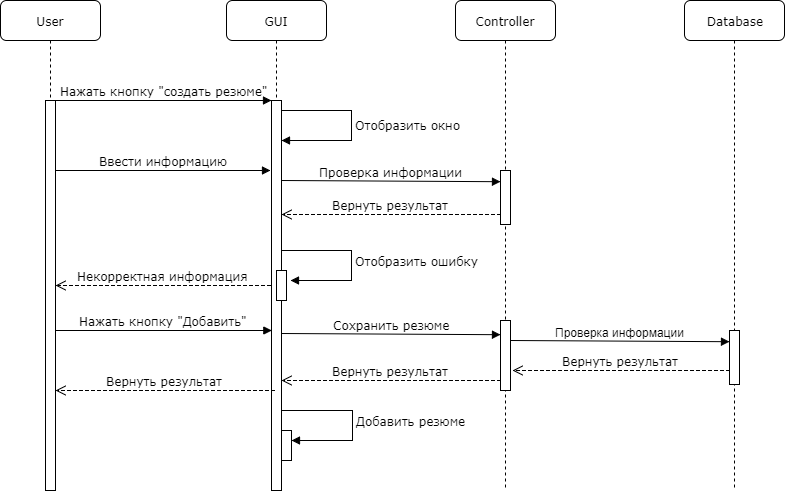 User
GUI
Controller
Database
Нажать кнопку "создать резюме"
Отобразить окно
Ввести информацию
Проверка информации
Вернуть результат
Отобразить ошибку
Некорректная информация
Нажать кнопку "Добавить"
Сохранить резюме
Проверка информации
Вернуть результат
Вернуть результат
Вернуть результат
Добавить резюме